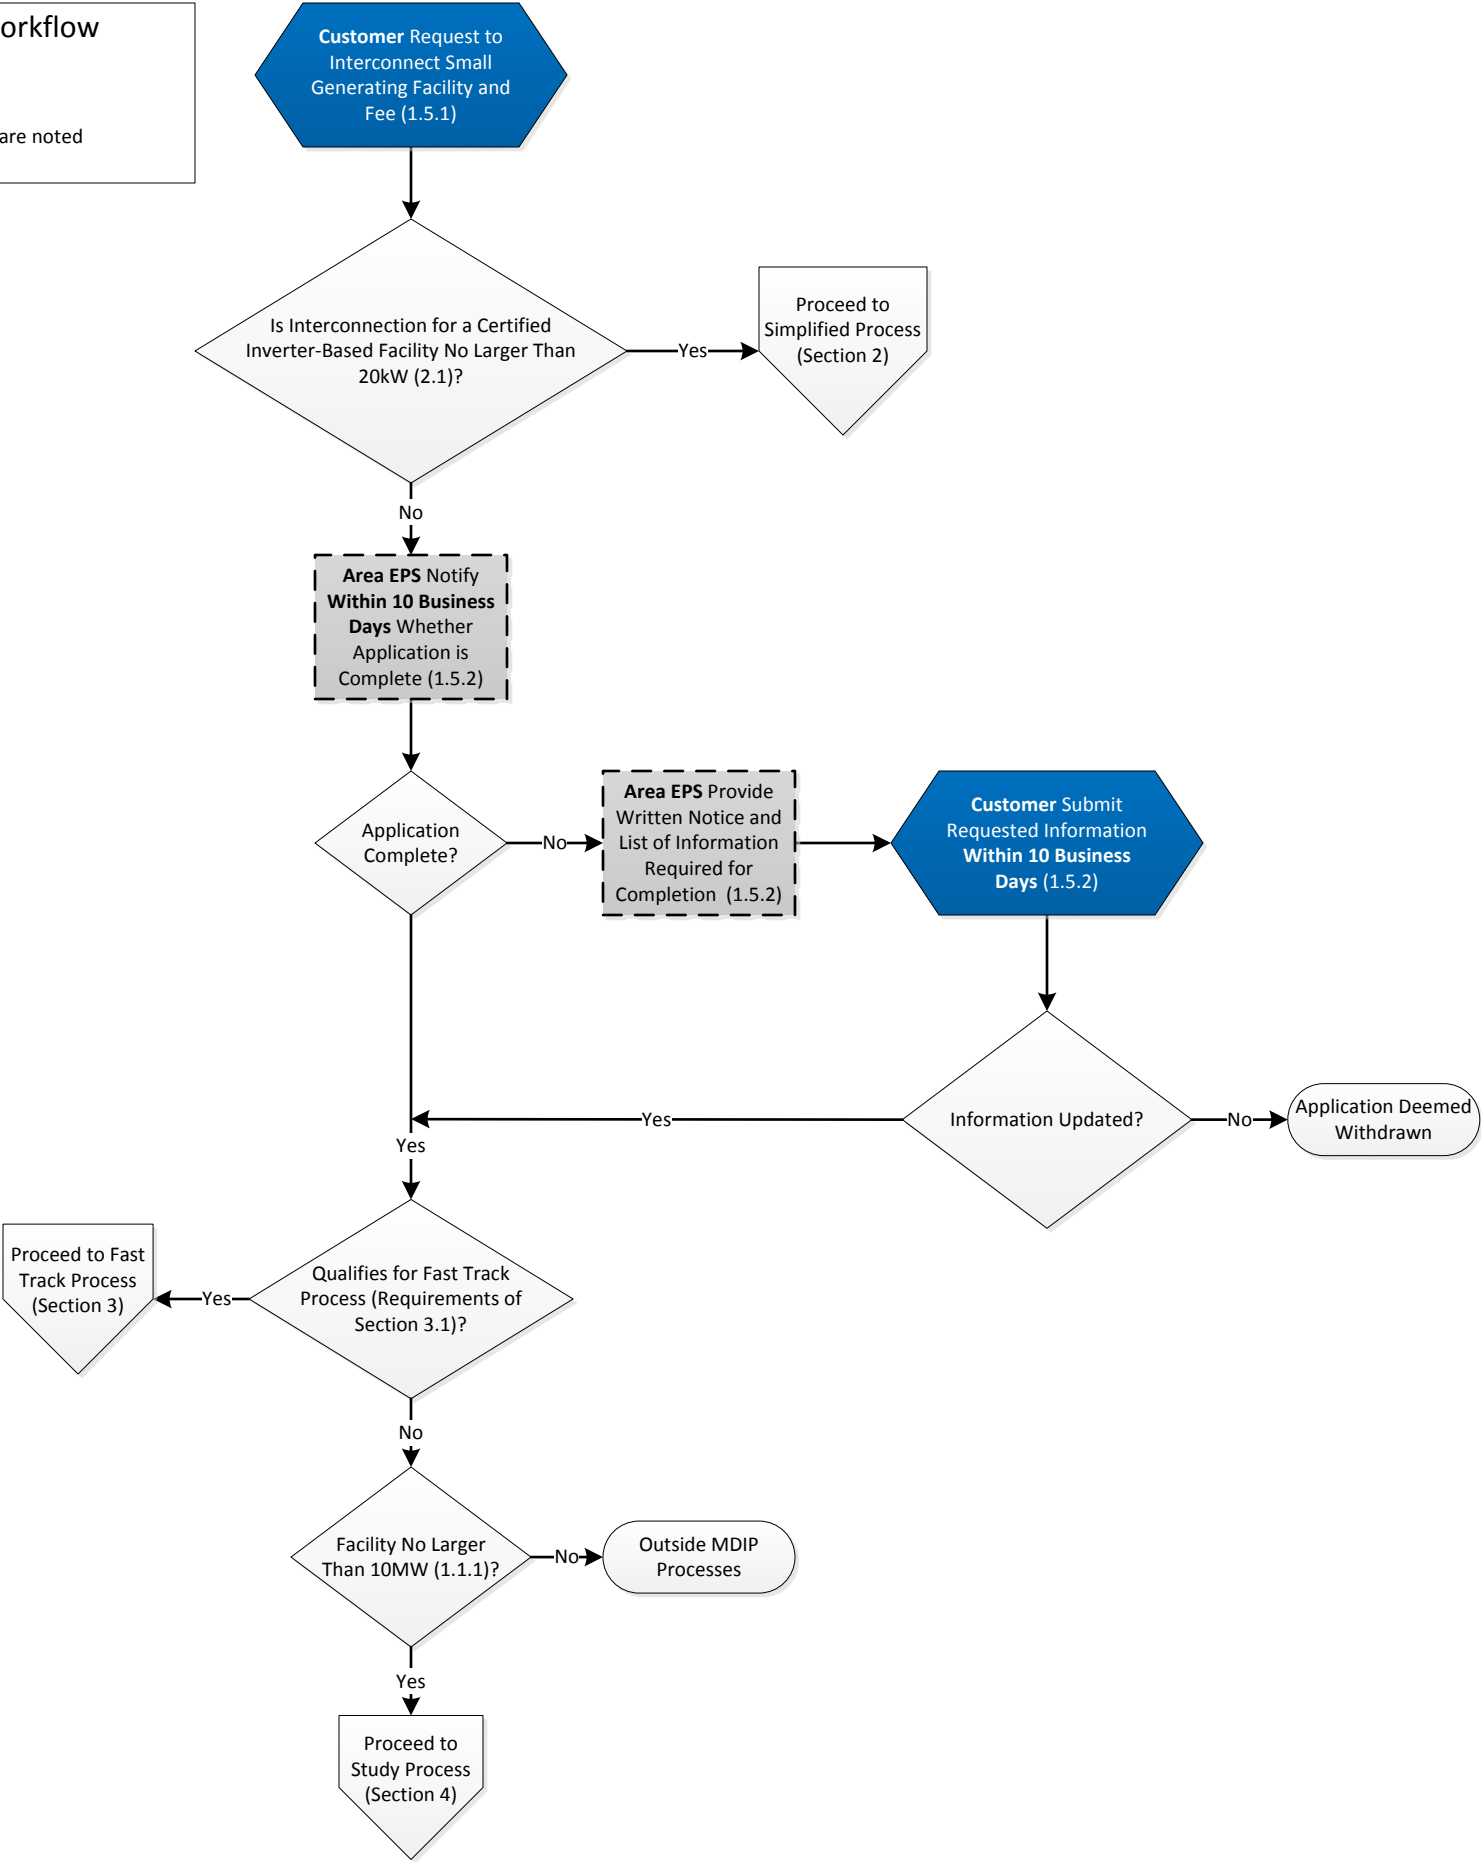 orkflow
are noted
Customer Request to
Interconnect Small
Generating Facility and
Fee (1.5.1)
Is Interconnection for a Certified
Inverter-Based Facility No Larger Than
20kW (2.1)?
Yes
Proceed to
Simplified Process
(Section 2)
No
Area EPS Notify
Within 10 Business
Days Whether
Application is
Complete (1.5.2)
Application
Complete?
No
Area EPS Provide
Written Notice and
List of Information
Required for
Completion (1.5.2)
Customer Submit
Requested Information
Within 10 Business
Days (1.5.2)
Information Updated?
No
Application Deemed
Withdrawn
Yes
Yes
Qualifies for Fast Track
Process (Requirements of
Section 3.1)?
Yes
Proceed to Fast
Track Process
(Section 3)
No
Facility No Larger
Than 10MW (1.1.1)?
No
Outside MDIP
Processes
Yes
Proceed to
Study Process
(Section 4)